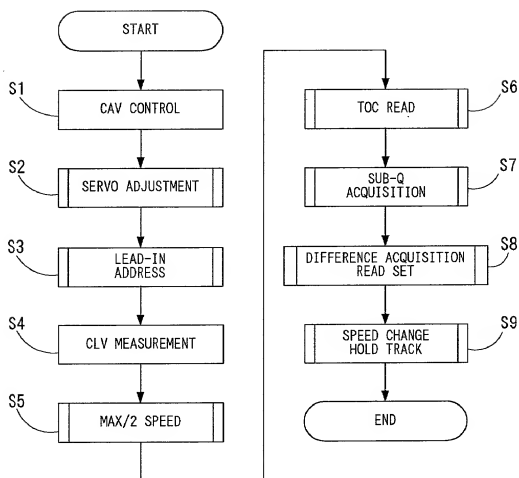 START
S1
CAV CONTROL
S2
SERVO ADJUSTMENT
S3
LEAD-IN
ADDRESS
S4
CLV MEASUREMENT
S5
MAX/2 SPEED
S6
TOC READ
S7
SUB-Q
ACQUISITION
S8
DIFFERENCE ACQUISITION
READ SET
S9
SPEED CHANGE
HOLD TRACK
END